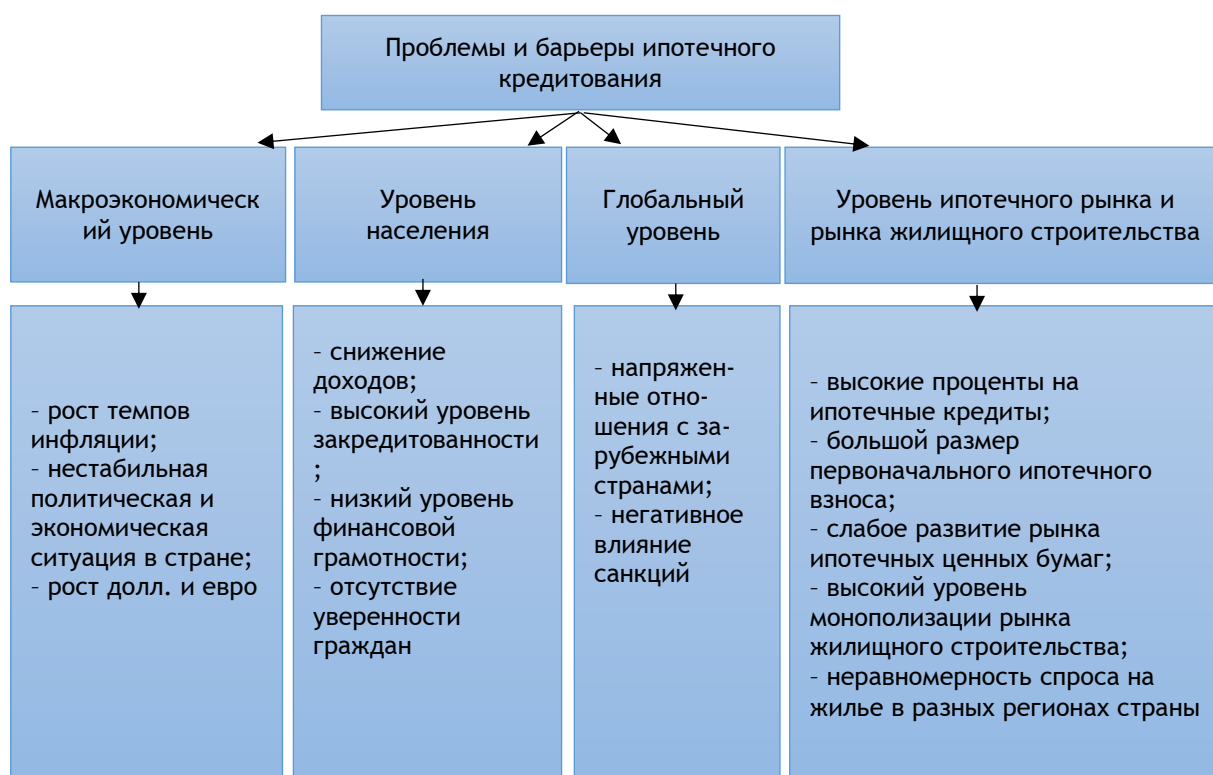 Проблемы и барьеры ипотечного
кредитования
Макроэкономическ
ий уровень
Уровень
населения
Глобальный
уровень
Уровень ипотечного рынка и
рынка жилищного строительства
- рост темпов
инфляции;
- нестабильная
политическая и
экономическая
ситуация в стране;
- рост долл. и евро
- снижение
доходов;
- высокий уровень
закредитованности
;
- низкий уровень
финансовой
грамотности;
- отсутствие
уверенности
граждан
- напряжен-
ные отно-
шения с за-
рубежными
странами;
- негативное
влияние
санкций
- высокие проценты на
ипотечные кредиты;
- большой размер
первоначального ипотечного
взноса;
- слабое развитие рынка
ипотечных ценных бумаг;
- высокий уровень
монополизации рынка
жилищного строительства;
- неравномерность спроса на
жилье в разных регионах страны